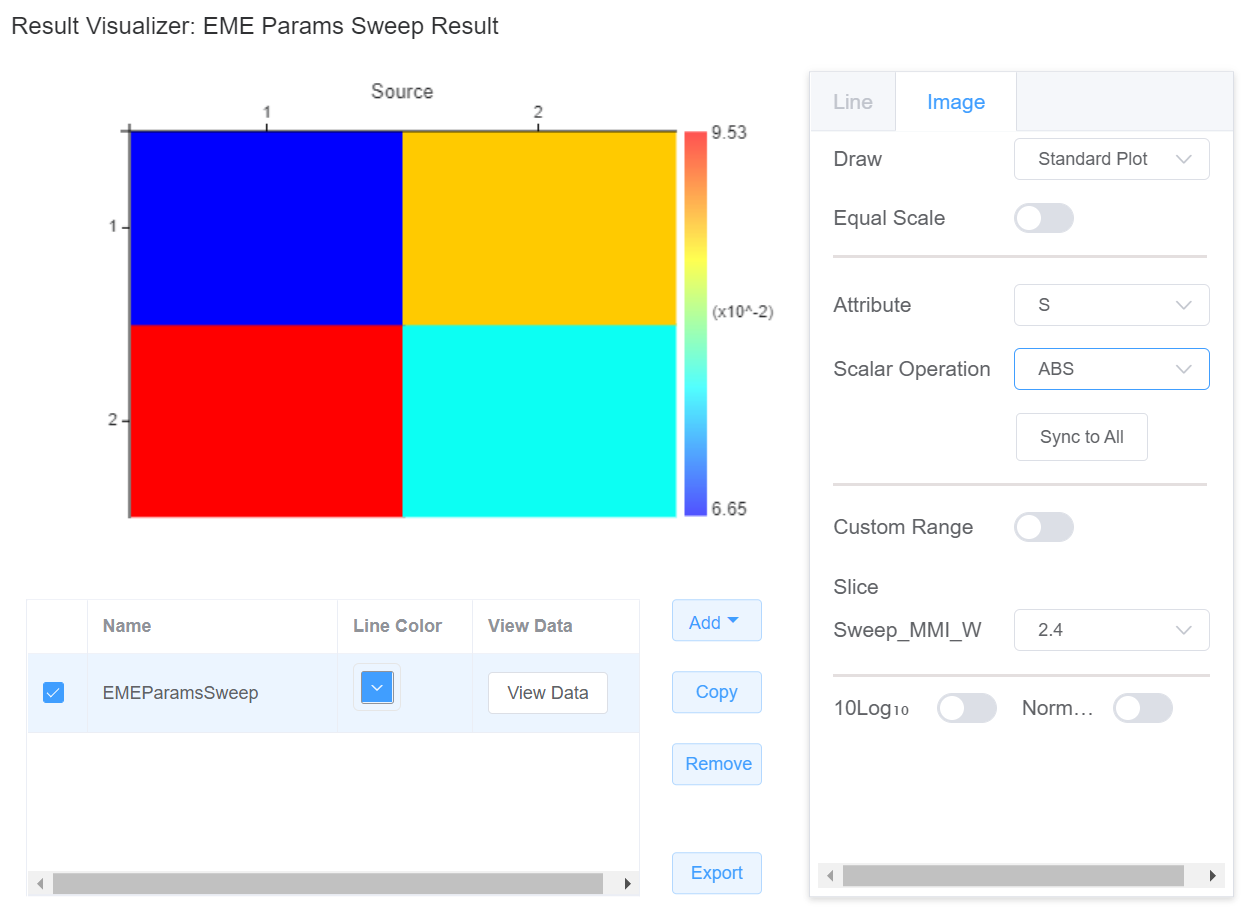 Result Visualizer: EME Params Sweep Result
Source
1
2
1
2
9.53
(x10^-2)
6.65
Line
Image
Draw
Standard Plot
Equal Scale
Attribute
S
Scalar Operation
ABS
Sync to All
Custom Range
Slice
Sweep_MMI_W
2.4
10Log₁₀
Norm…
Name
Line Color
View Data
EMEParamsSweep
View Data
Add
Copy
Remove
Export